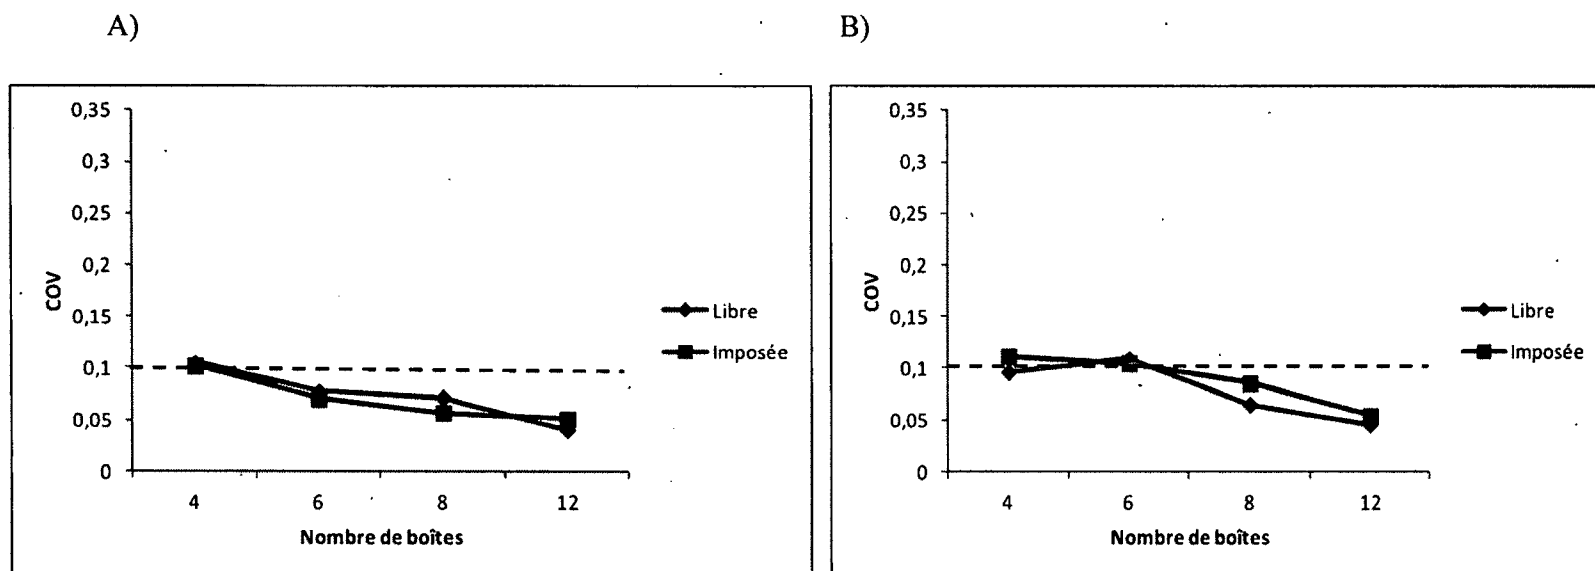 A)
0,35
0,3
0,25
0,2
0,15
0,1
0,05
0
COV
4 6 8 12
Nombre de boîtes
Libre
Imposée
B)
0,35
0,3
0,25
0,2
0,15
0,1
0,05
0
COV
4 6 8 12
Nombre de boîtes
Libre
Imposée